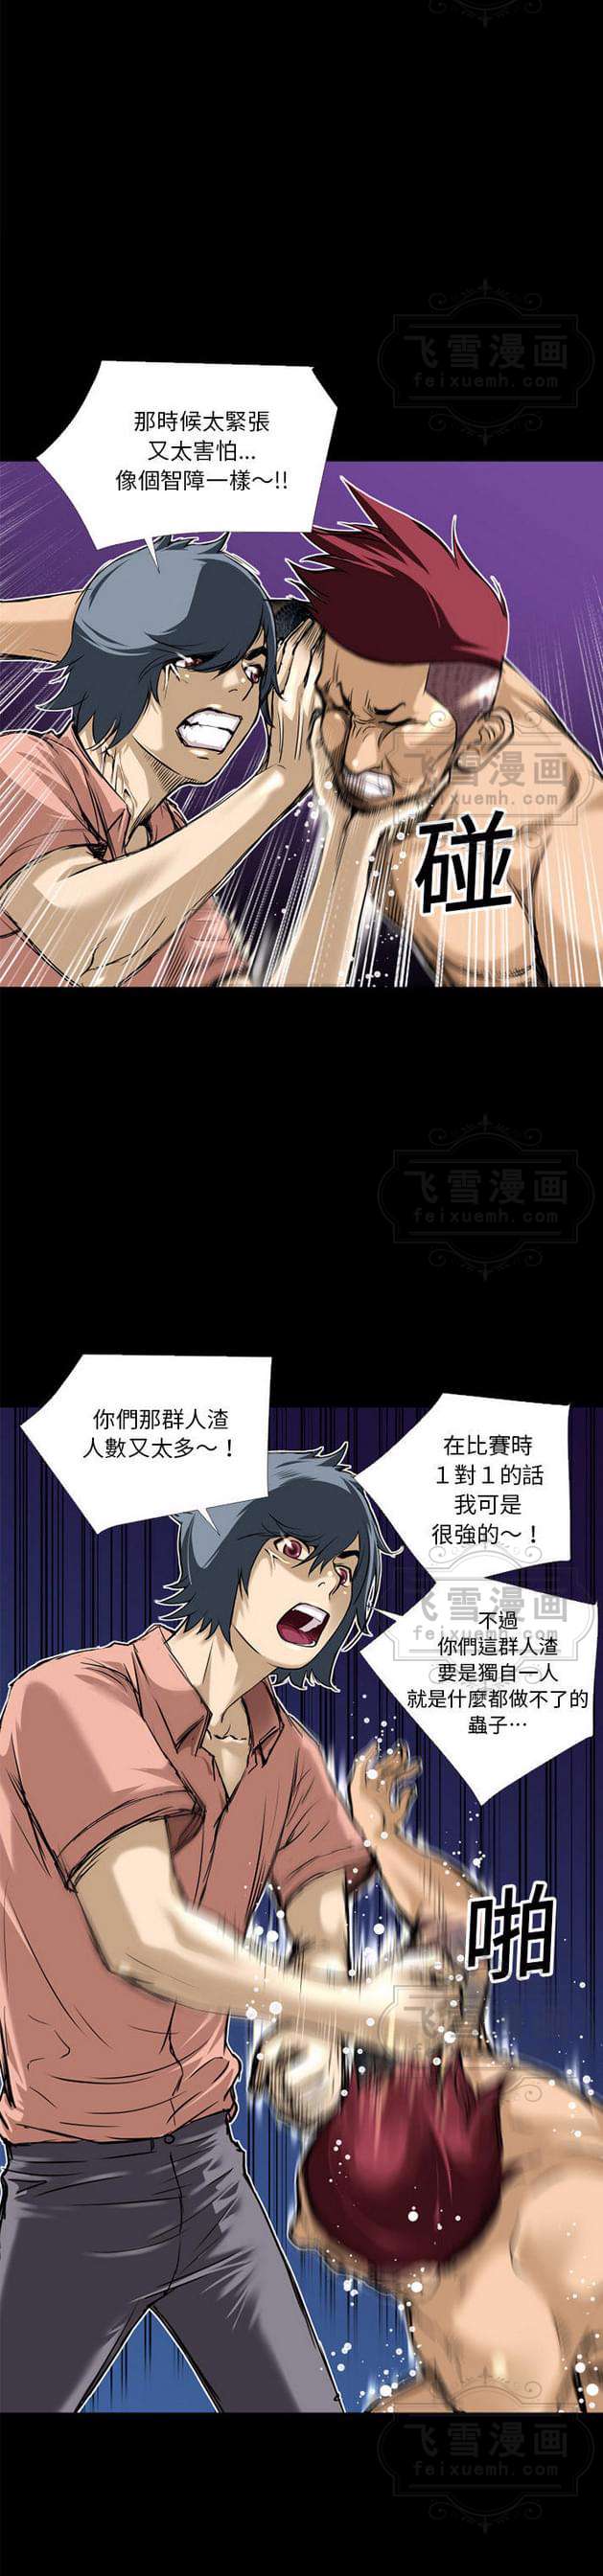 飞雪漫画
feixuemh.com
那時候太緊張
又太害怕...
像個智障一樣～!!
飞雪漫画
feixuemh.com
碰
飞雪漫画
feixuemh.com
你們那群人渣
人數又太多～！
在比賽時
１對１的話
我可是
很強的～！
飞雪漫画
feixuemh.com
不過
你們這群人渣
要是獨自一人
就是什麼都做不了的
蟲子…
啪
飞雪漫画
feixuemh.com
飞雪漫画
feixuemh.com